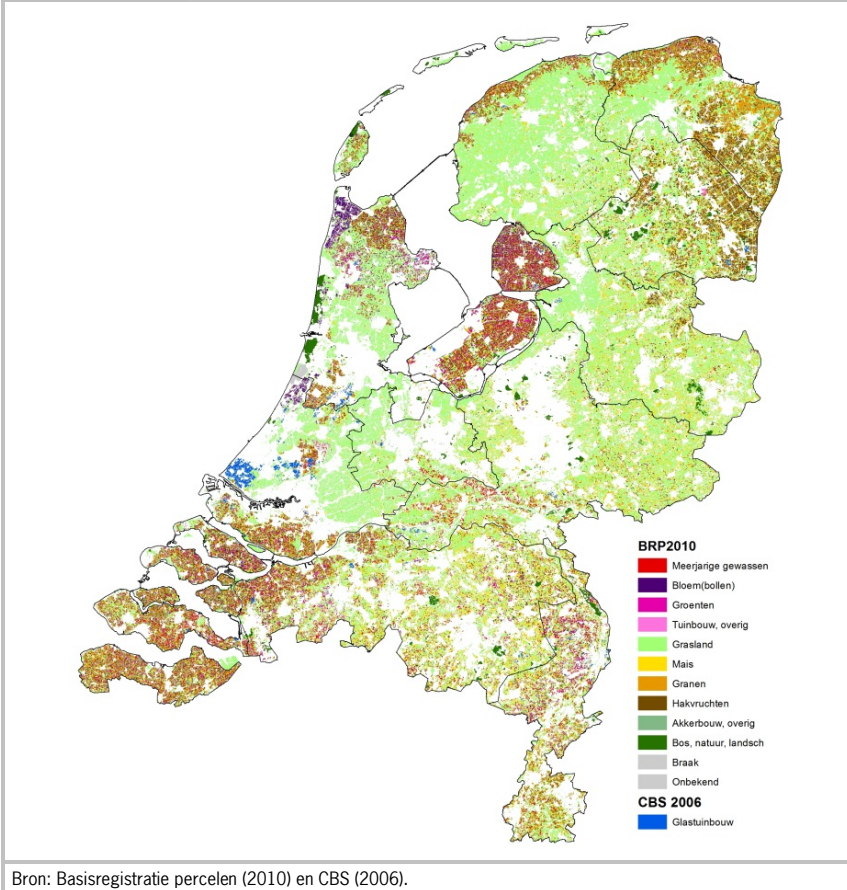 BRP2010
Meerjarige gewassen
Bloem(bollen)
Groenten
Tuinbouw, overig
Grasland
Mais
Granen
Hakvruchten
Akkerbouw, overig
Bos, natuur, landsch
Braak
Onbekend
CBS 2006
Glastuinbouw
Bron: Basisregistratie percelen (2010) en CBS (2006).